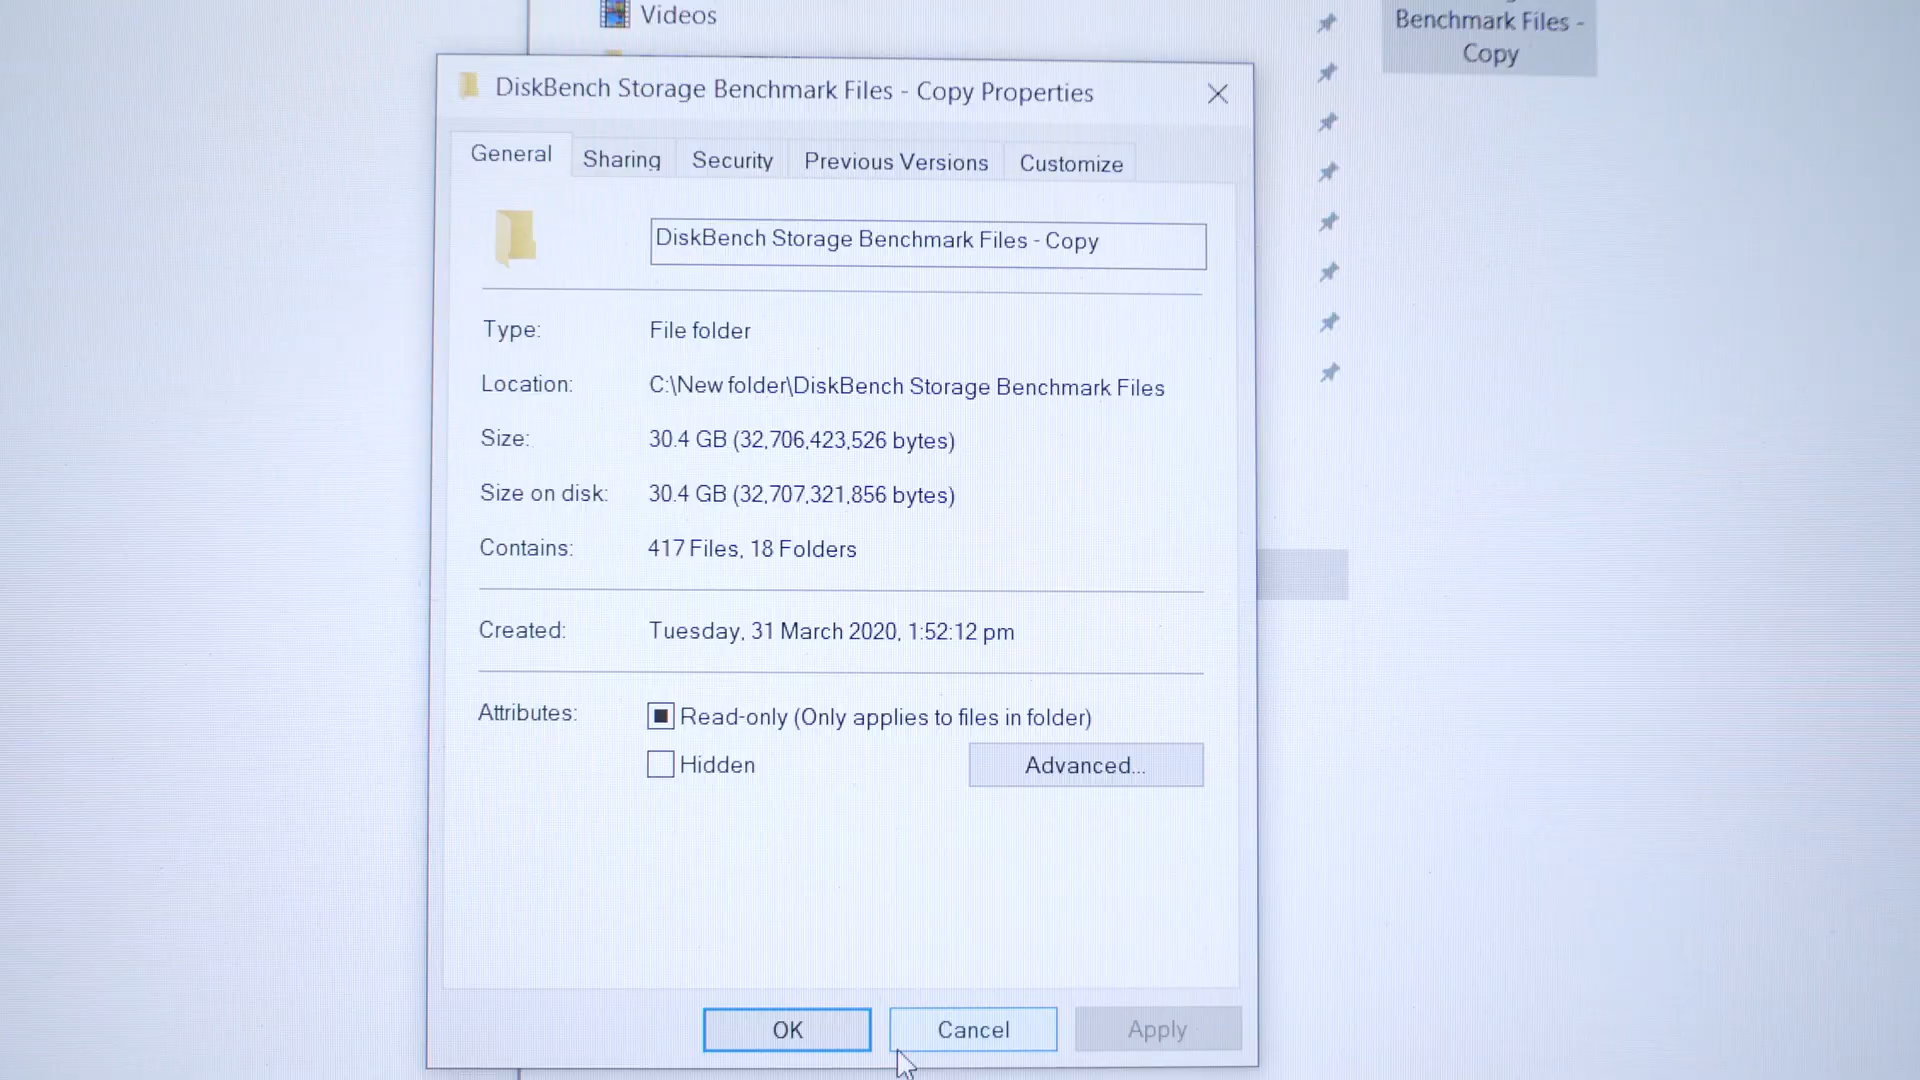 Videos
Benchmark Files -
Copy
DiskBench Storage Benchmark Files - Copy Properties
General
Sharing
Security
Previous Versions
Customize
DiskBench Storage Benchmark Files - Copy
Type: File folder
Location: C:\New folder\DiskBench Storage Benchmark Files
Size: 30.4 GB (32,706,423,526 bytes)
Size on disk: 30.4 GB (32,707,321,856 bytes)
Contains: 417 Files, 18 Folders
Created: Tuesday, 31 March 2020, 1:52:12 pm
Attributes: Read-only (Only applies to files in folder)
Hidden
Advanced...
OK
Cancel
Apply